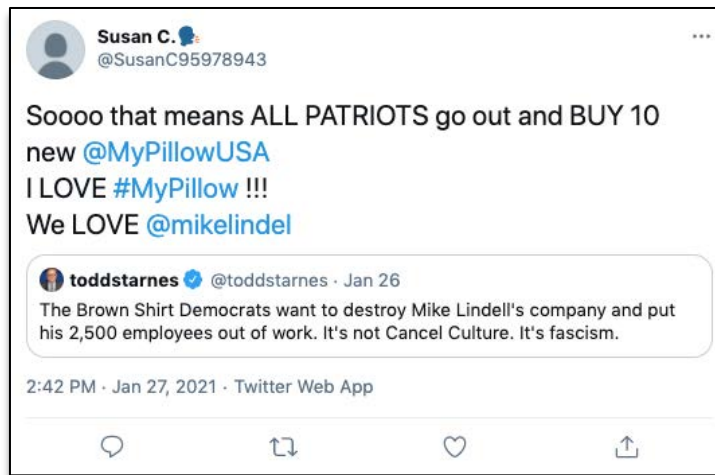 Susan C.
@SusanC95978943
Soooo that means ALL PATRIOTS go out and BUY 10
new @MyPillowUSA
I LOVE #MyPillow !!!
We LOVE @mikelindel
toddstarnes @toddstarnes · Jan 26
The Brown Shirt Democrats want to destroy Mike Lindell's company and put
his 2,500 employees out of work. It's not Cancel Culture. It's fascism.
2:42 PM · Jan 27, 2021 · Twitter Web App